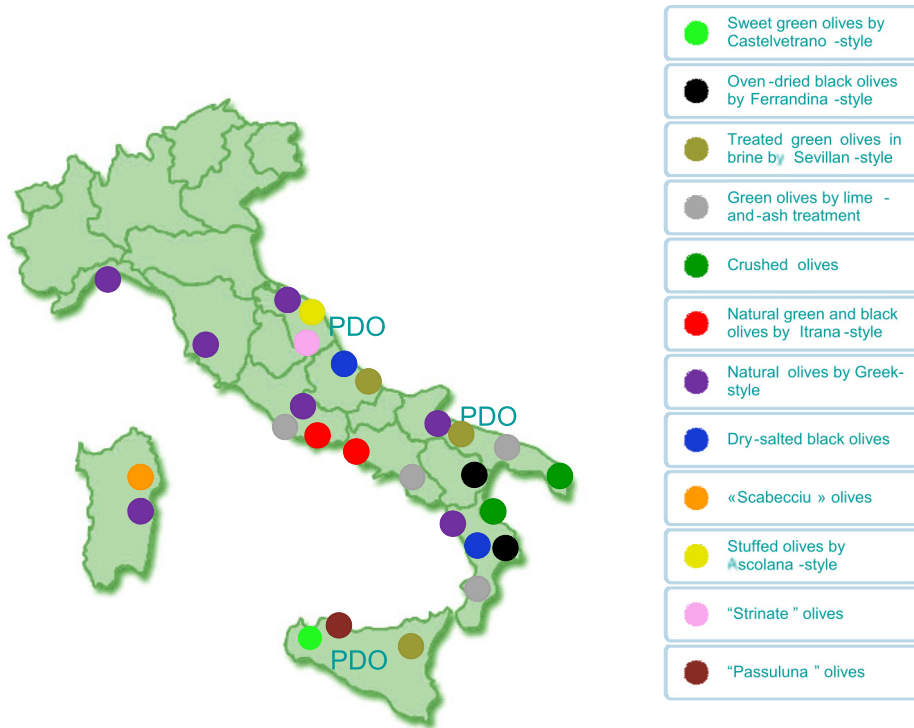 Sweet green olives by
Castelvetrano -style
Oven -dried black olives
by Ferrandina -style
Treated green olives in
brine by Sevillan -style
Green olives by lime -
and -ash treatment
Crushed olives
Natural green and black
olives by Itrana -style
Natural olives by Greek-
style
Dry-salted black olives
«Scabecciu » olives
Stuffed olives by
Ascolana -style
“Strinate ” olives
“Passuluna ” olives
PDO
PDO
PDO